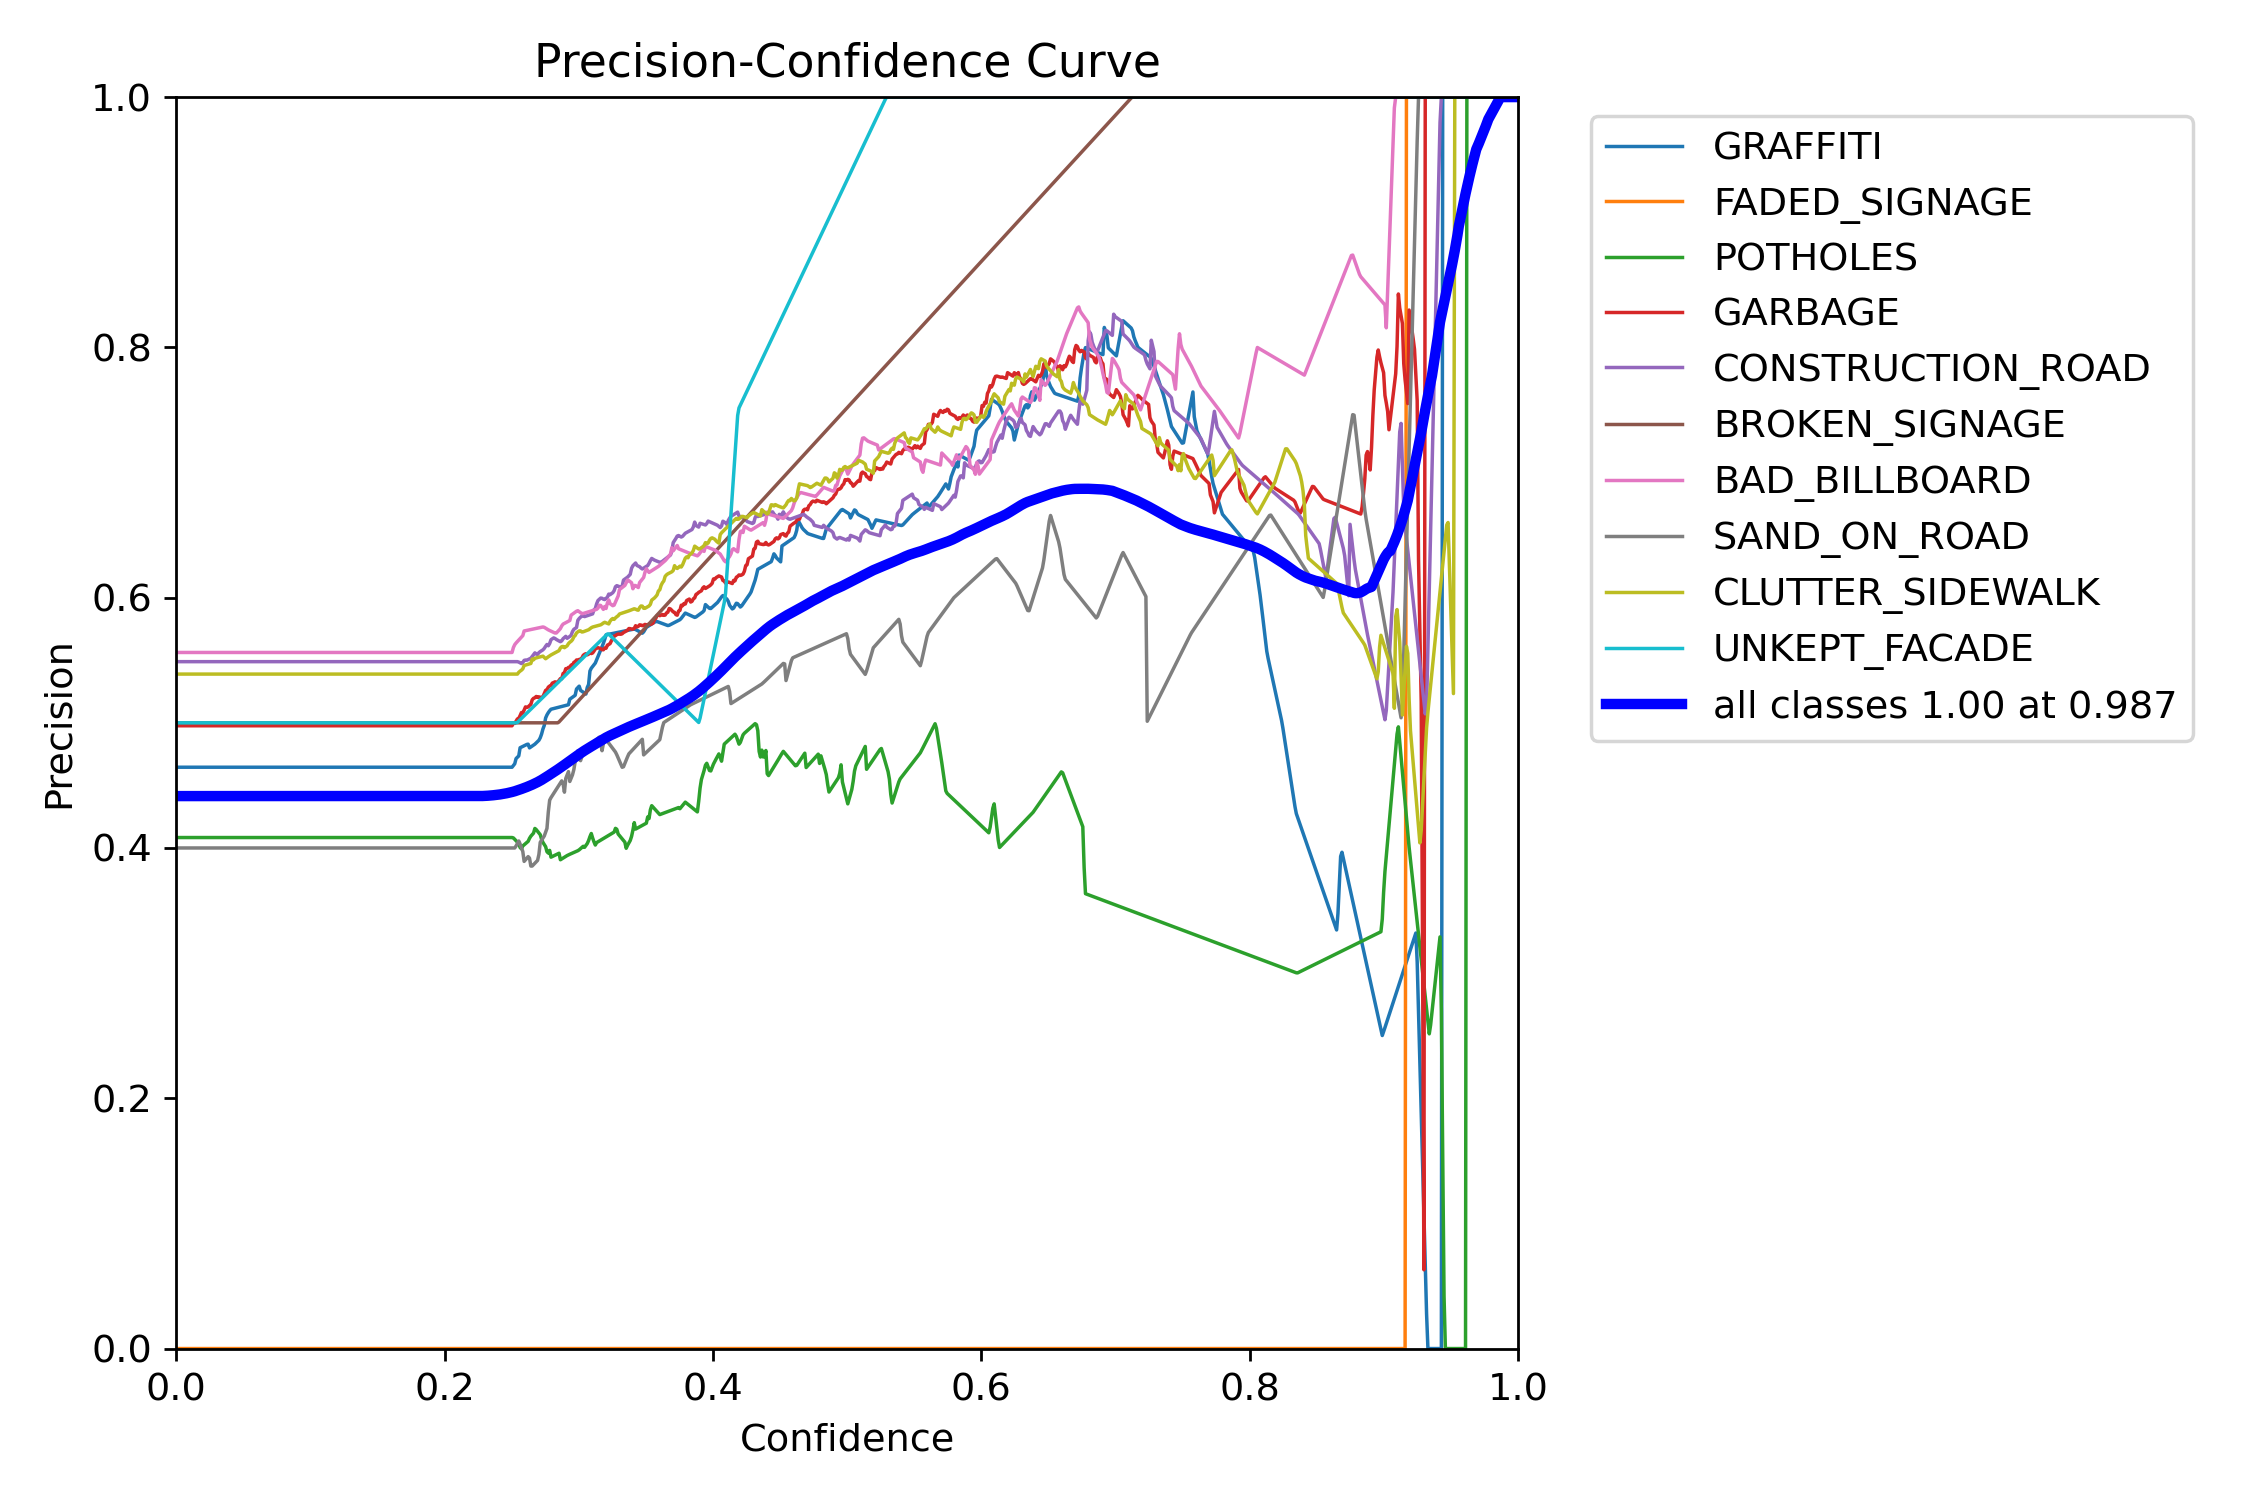 Precision-Confidence Curve
1.0
0.8
0.6
0.4
0.2
0.0
Precision
0.0 0.2 0.4 0.6 0.8 1.0
Confidence
GRAFFITI
FADED_SIGNAGE
POTHOLES
GARBAGE
CONSTRUCTION_ROAD
BROKEN_SIGNAGE
BAD_BILLBOARD
SAND_ON_ROAD
CLUTTER_SIDEWALK
UNKEPT_FACADE
all classes 1.00 at 0.987